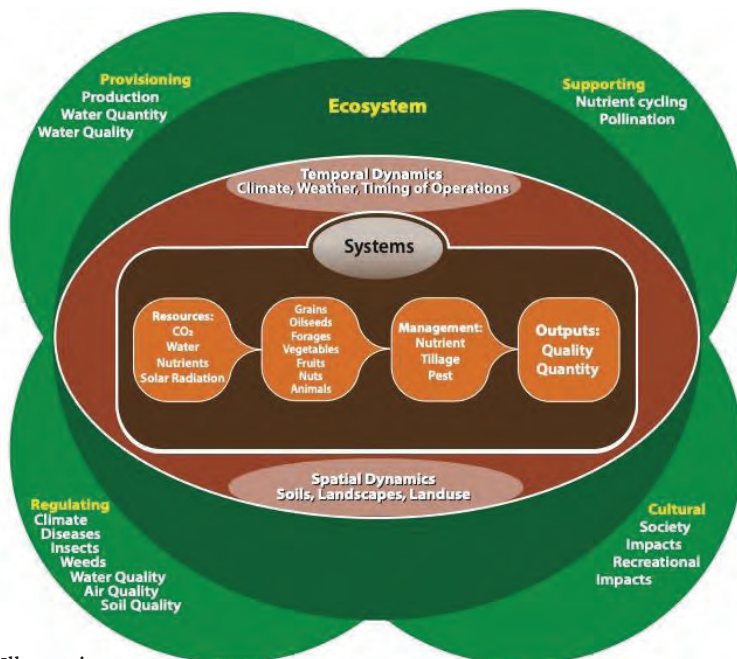 Provisioning
Production
Water Quantity
Water Quality
Supporting
Nutrient cycling
Pollination
Ecosystem
Temporal Dynamics
Climate, Weather, Timing of Operations
Systems
Resources:
CO₂
Water
Nutrients
Solar Radiation
Grains
Oilseeds
Forages
Vegetables
Fruits
Nuts
Animals
Management:
Nutrient
Tillage
Pest
Outputs:
Quality
Quantity
Spatial Dynamics
Soils, Landscapes, Landuse
Regulating
Climate
Diseases
Insects
Weeds
Water Quality
Air Quality
Soil Quality
Cultural
Society
Impacts
Recreational
Impacts